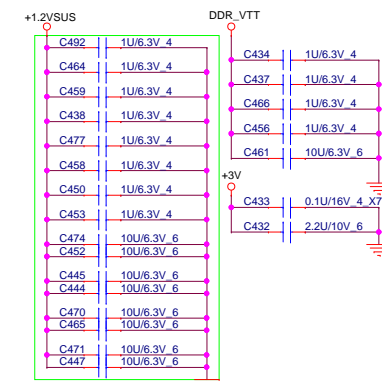 +1.2VSUS
C492 1U/6.3V_4
C464 1U/6.3V_4
C459 1U/6.3V_4
C438 1U/6.3V_4
C477 1U/6.3V_4
C458 1U/6.3V_4
C450 1U/6.3V_4
C453 1U/6.3V_4
C474 10U/6.3V_6
C452 10U/6.3V_6
C445 10U/6.3V_6
C444 10U/6.3V_6
C470 10U/6.3V_6
C465 10U/6.3V_6
C471 10U/6.3V_6
C447 10U/6.3V_6
DDR_VTT
C434 1U/6.3V_4
C437 1U/6.3V_4
C466 1U/6.3V_4
C456 1U/6.3V_4
C461 10U/6.3V_6
+3V
C433 0.1U/16V_4_X7
C432 2.2U/10V_6